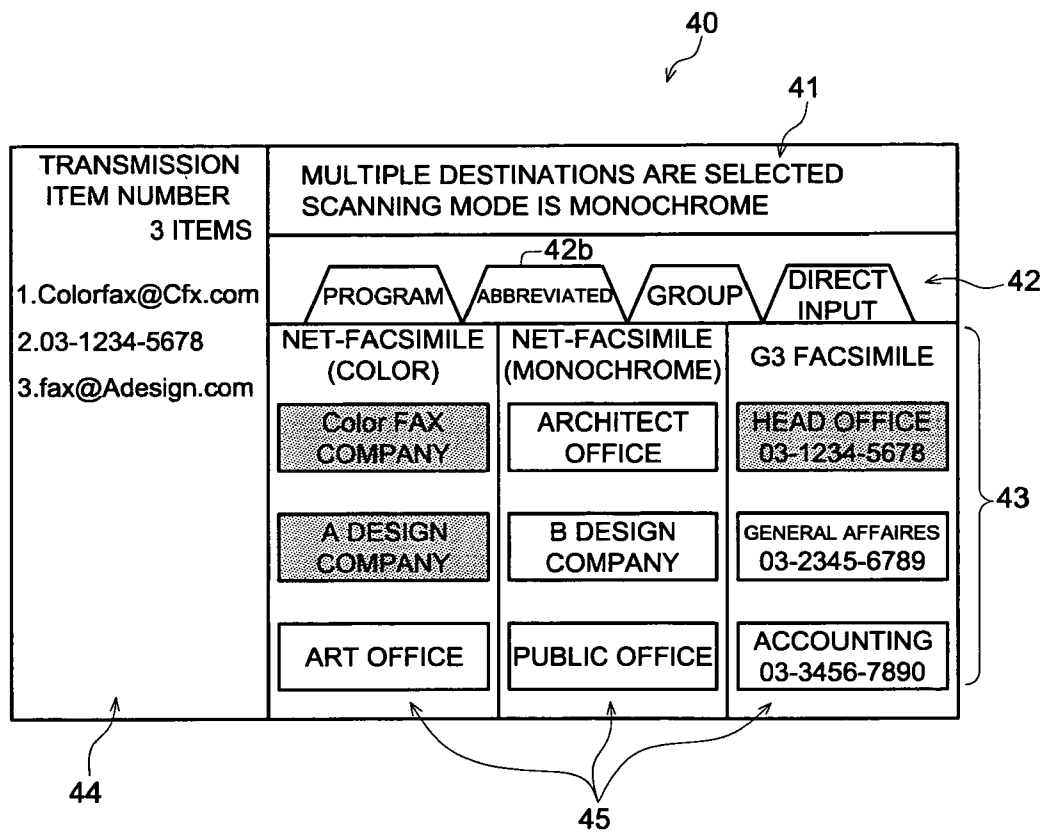 40
41
TRANSMISSION
ITEM NUMBER
3 ITEMS
1.Colorfax@Cfx.com
2.03-1234-5678
3.fax@Adesign.com
MULTIPLE DESTINATIONS ARE SELECTED
SCANNING MODE IS MONOCHROME
42b
42
PROGRAM
ABBREVIATED
GROUP
DIRECT
INPUT
NET-FACSIMILE
(COLOR)
Color FAX
COMPANY
A DESIGN
COMPANY
ART OFFICE
NET-FACSIMILE
(MONOCHROME)
ARCHITECT
OFFICE
B DESIGN
COMPANY
PUBLIC OFFICE
G3 FACSIMILE
HEAD OFFICE
03-1234-5678
GENERAL AFFAIRES
03-2345-6789
ACCOUNTING
03-3456-7890
43
44
45